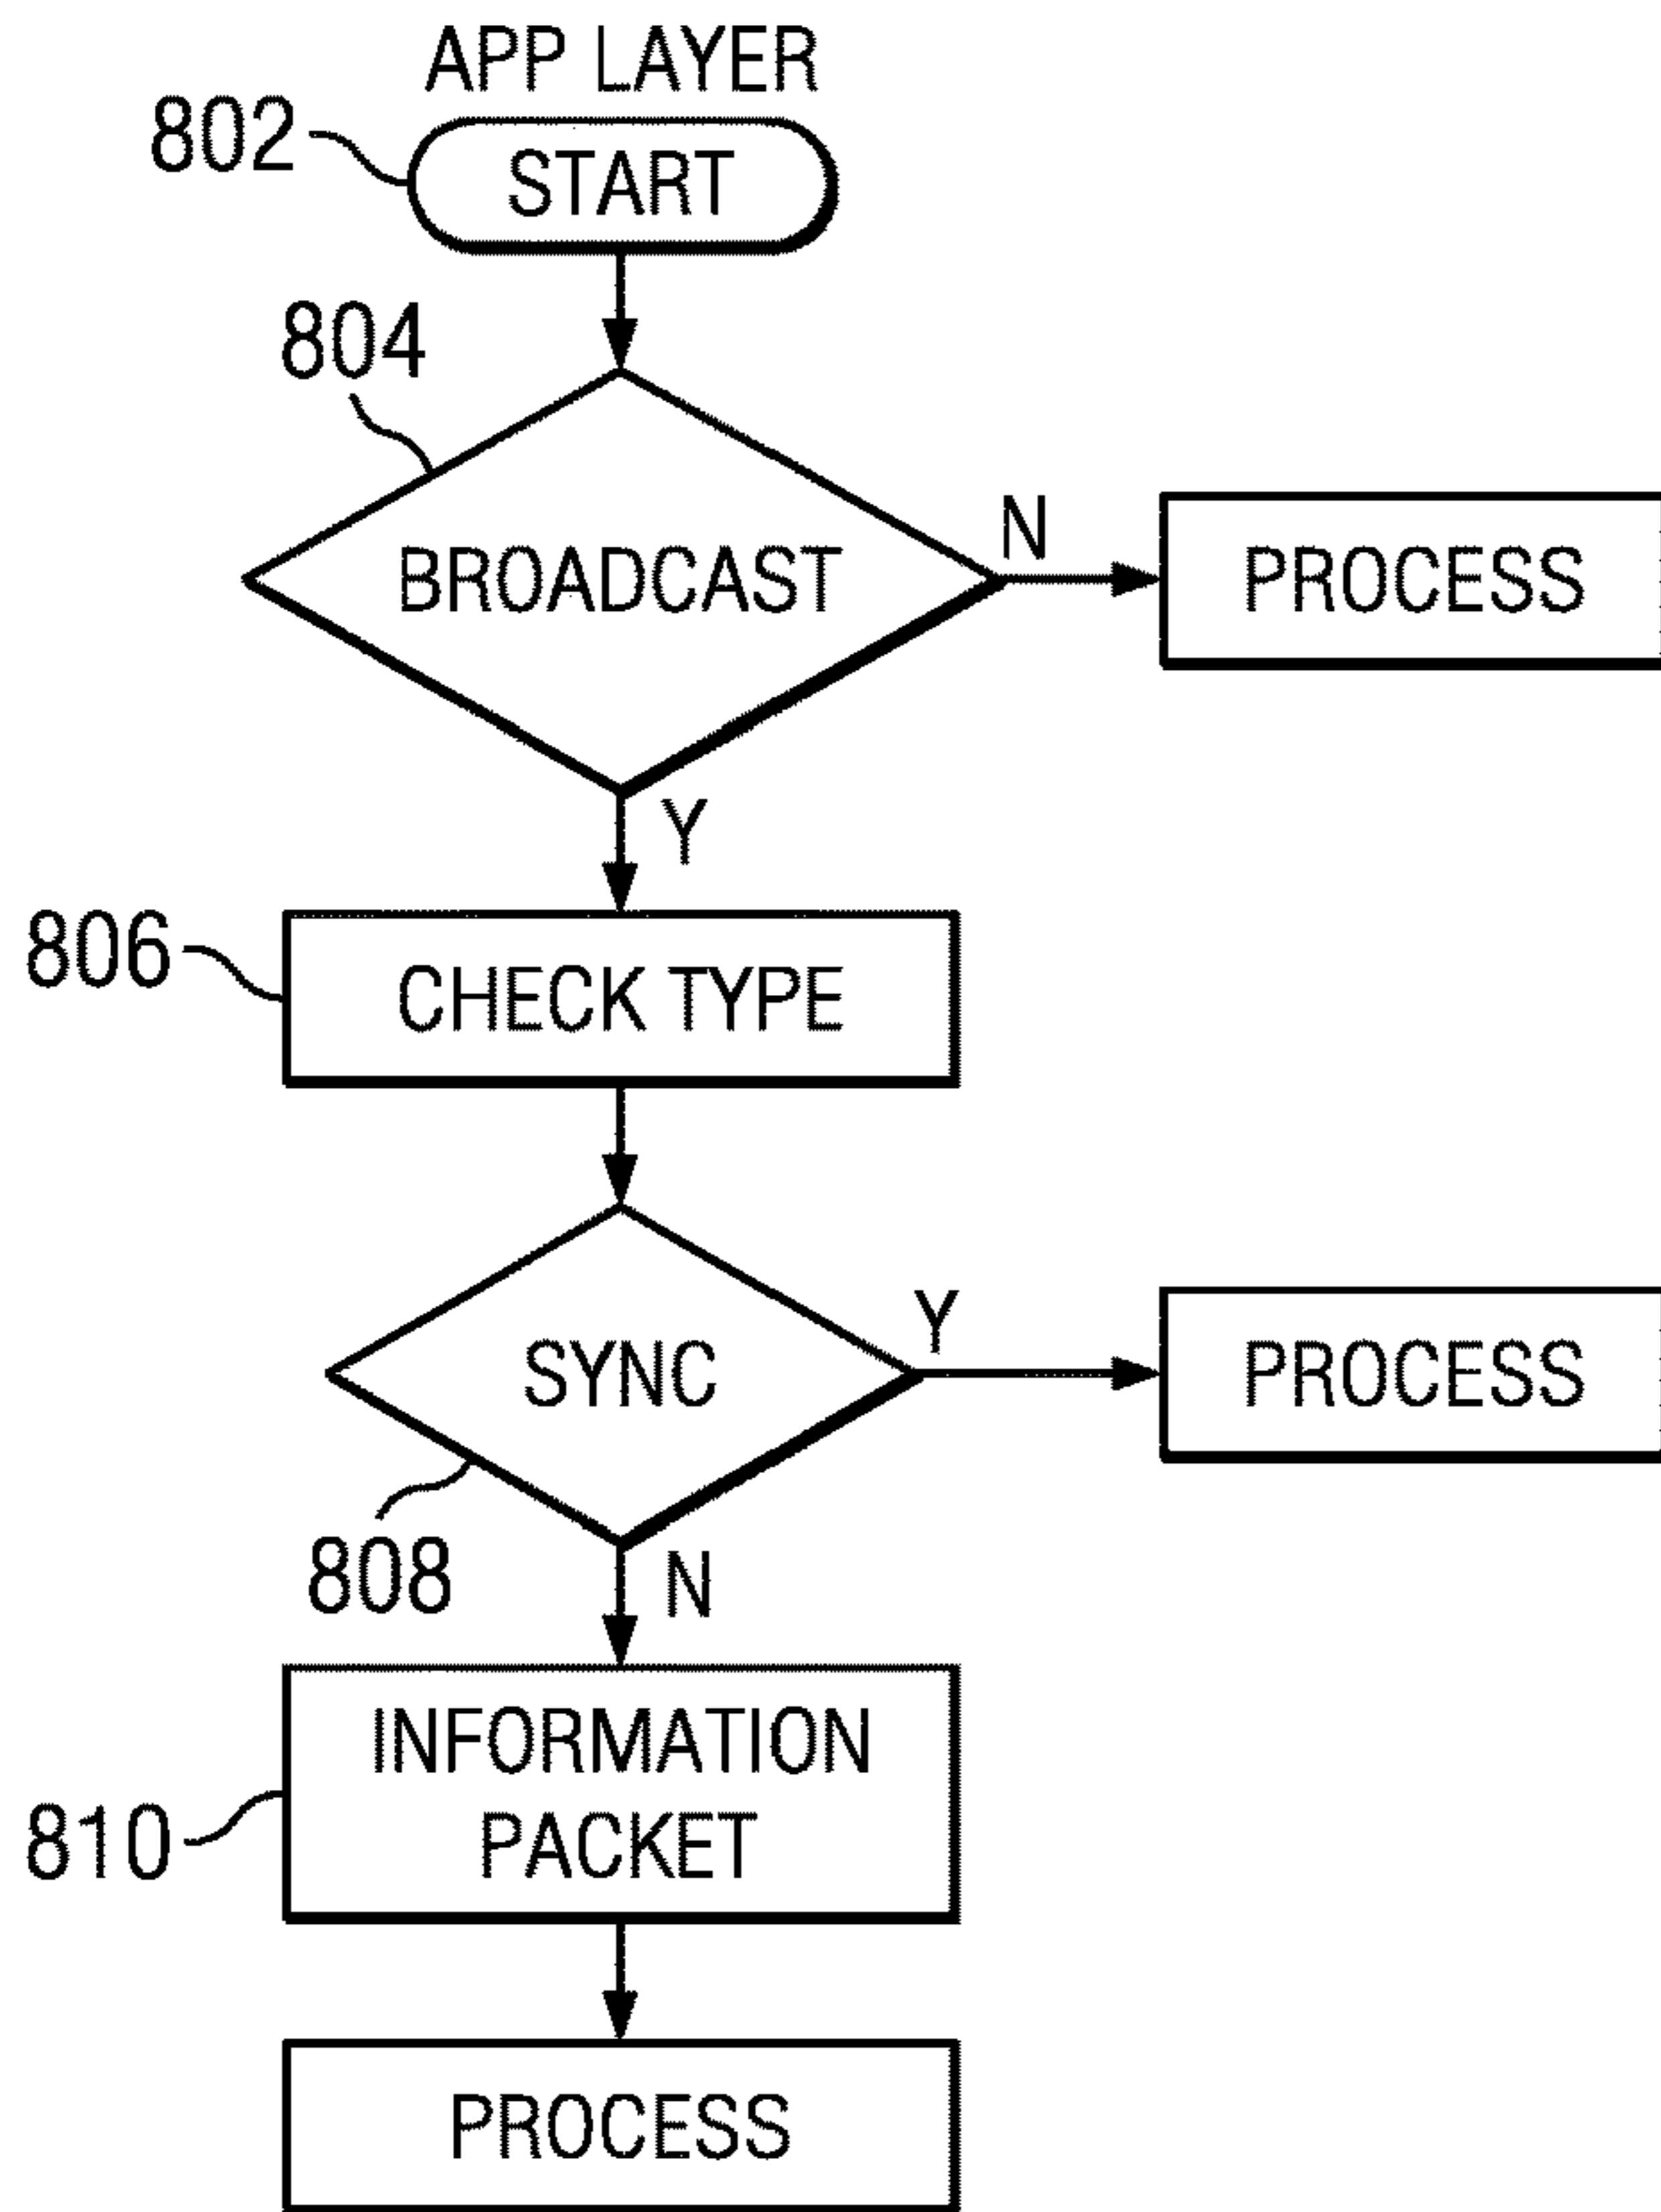 APP LAYER
802
START
804
BROADCAST
N
PROCESS
Y
806
CHECK TYPE
SYNC
Y
PROCESS
808
N
INFORMATION
PACKET
810
PROCESS